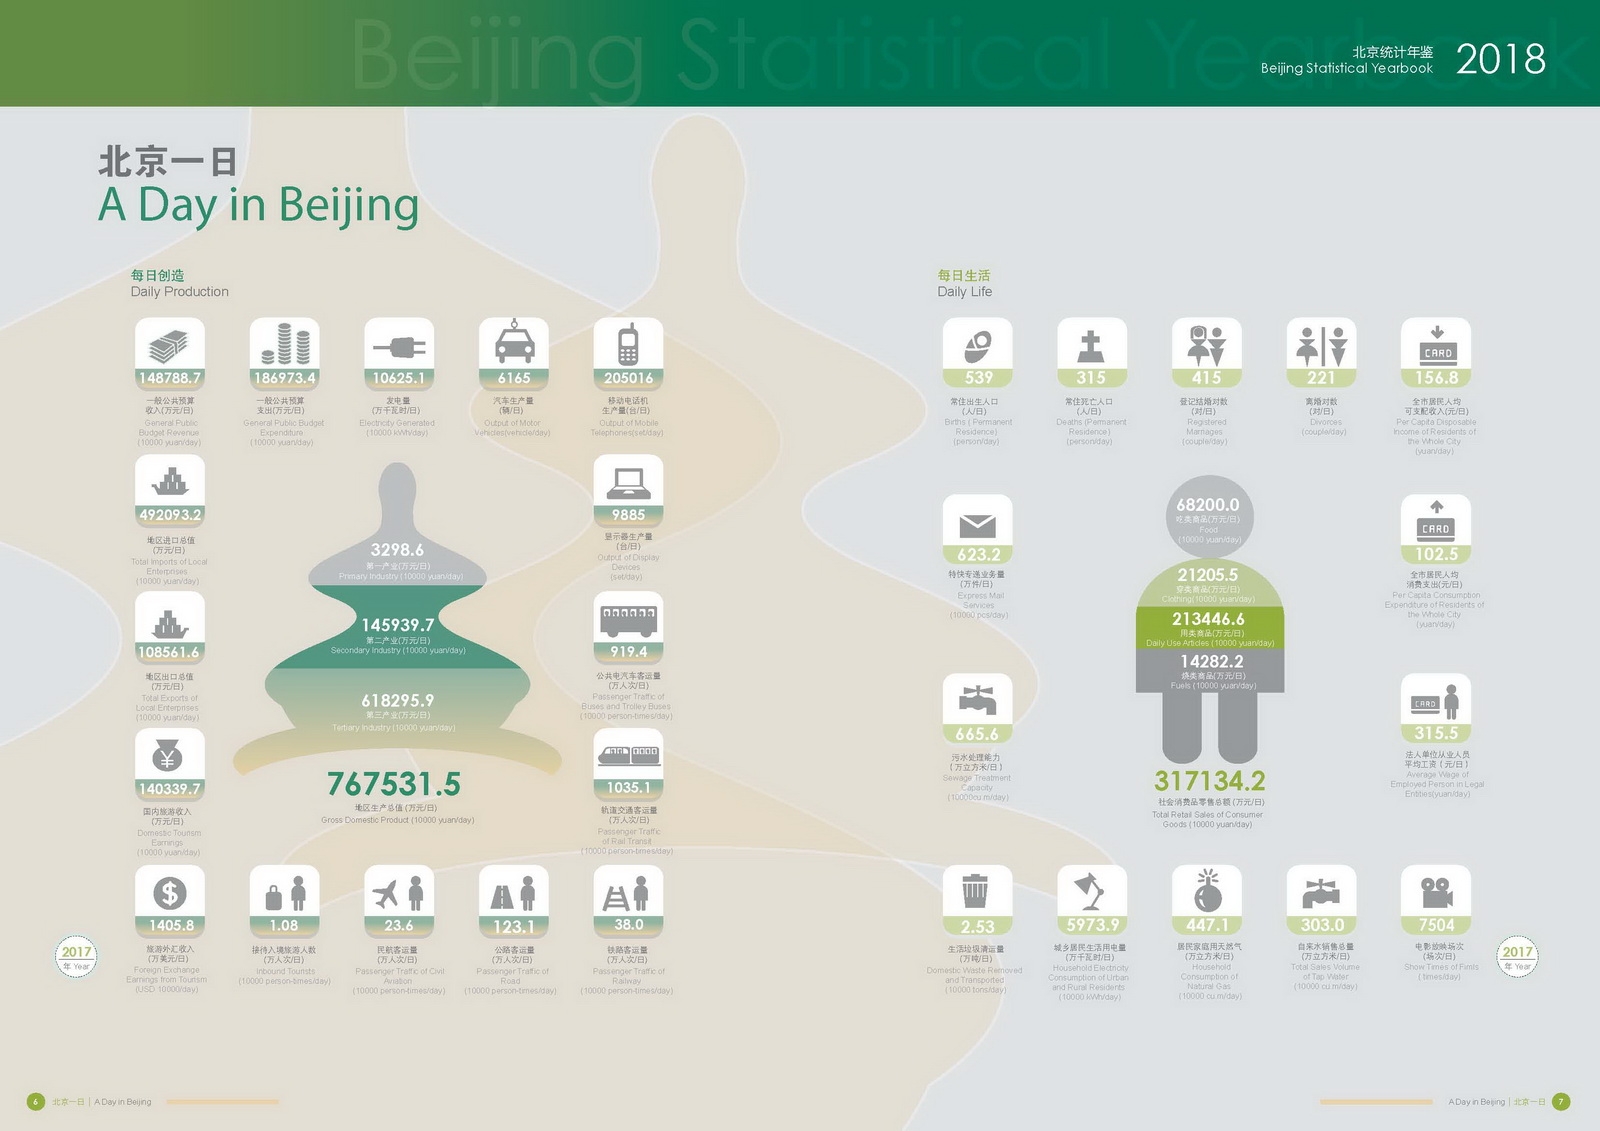 Beijing Statistical Yearbook
北京统计年鉴
Beijing Statistical Yearbook
2018
北京一日
A Day in Beijing
每日创造
Daily Production
148788.7
一般公共预算
收入(万元/日)
General Public
Budget Revenue
(10000 yuan/day)
186973.4
一般公共预算
支出(万元/日)
General Public Budget
Expenditure
(10000 yuan/day)
10625.1
发电量
(万千瓦时/日)
Electricity Generated
(10000 kWh/day)
6165
汽车生产量
(辆/日)
Output of Motor
Vehicles(vehicle/day)
205016
移动电话机
生产量(台/日)
Output of Mobile
Telephones(set/day)
492093.2
地区进口总值
(万元/日)
Total Imports of Local
Enterprises
(10000 yuan/day)
9885
显示器生产量
(台/日)
Output of Display
Devices
(set/day)
3298.6
第一产业(万元/日)
Primary Industry (10000 yuan/day)
145939.7
第二产业(万元/日)
Secondary Industry (10000 yuan/day)
618295.9
第三产业(万元/日)
Tertiary Industry (10000 yuan/day)
767531.5
地区生产总值 (万元/日)
Gross Domestic Product (10000 yuan/day)
108561.6
地区出口总值
(万元/日)
Total Exports of
Local Enterprises
(10000 yuan/day)
919.4
公共电汽车客运量
(万人次/日)
Passenger Traffic of
Buses and Trolley Buses
(10000 person-times/day)
140339.7
国内旅游收入
(万元/日)
Domestic Tourism
Earnings
(10000 yuan/day)
1035.1
轨道交通客运量
(万人次/日)
Passenger Traffic
of Rail Transit
(10000 person-times/day)
1405.8
旅游外汇收入
(万美元/日)
Foreign Exchange
Earnings from Tourism
(USD 10000/day)
1.08
接待入境旅游人数
(万人次/日)
Inbound Tourists
(10000 person-times/day)
23.6
民航客运量
(万人次/日)
Passenger Traffic of Civil
Aviation
(10000 person-times/day)
123.1
公路客运量
(万人次/日)
Passenger Traffic of
Road
(10000 person-times/day)
38.0
铁路客运量
(万人次/日)
Passenger Traffic of
Railway
(10000 person-times/day)
2017
年 Year
每日生活
Daily Life
539
常住出生人口
(人/日)
Births ( Permanent
Residence)
(person/day)
315
常住死亡人口
(人/日)
Deaths (Permanent
Residence)
(person/day)
415
登记结婚对数
(对/日)
Registered
Marriages
(couple/day)
221
离婚对数
(对/日)
Divorces
(couple/day)
CARD
156.8
全市居民人均
可支配收入(元/日)
Per Capita Disposable
Income of Residents of
the Whole City
(yuan/day)
623.2
特快专递业务量
(万件/日)
Express Mail
Services
(10000 pcs/day)
CARD
102.5
全市居民人均
消费支出(元/日)
Per Capita Consumption
Expenditure of Residents of
the Whole City
(yuan/day)
68200.0
吃类商品(万元/日)
Food
(10000 yuan/day)
21205.5
穿类商品(万元/日)
Clothing(10000 yuan/day)
213446.6
用类商品(万元/日)
Daily Use Articles (10000 yuan/day)
14282.2
烧类商品(万元/日)
Fuels (10000 yuan/day)
317134.2
社会消费品零售总额 (万元/日)
Total Retail Sales of Consumer
Goods (10000 yuan/day)
665.6
污水处理能力
( 万立方米/日 )
Sewage Treatment
Capacity
(10000cu.m/day)
CARD
315.5
法人单位从业人员
平均工资 ( 元/日 )
Average Wage of
Employed Person in Legal
Entities(yuan/day)
2.53
生活垃圾清运量
(万吨/日)
Domestic Waste Removed
and Transported
(10000 tons/day)
5973.9
城乡居民生活用电量
(万千瓦时/日)
Household Electricity
Consumption of Urban
and Rural Residents
(10000 kWh/day)
447.1
居民家庭用天然气
(万立方米/日)
Household
Consumption of
Natural Gas
(10000 cu.m/day)
303.0
自来水销售总量
(万立方米/日)
Total Sales Volume
of Tap Water
(10000 cu.m/day)
7504
电影放映场次
(场次/日)
Show Times of Films
( times/day)
2017
年 Year
6 北京一日 | A Day in Beijing
A Day in Beijing | 北京一日 7